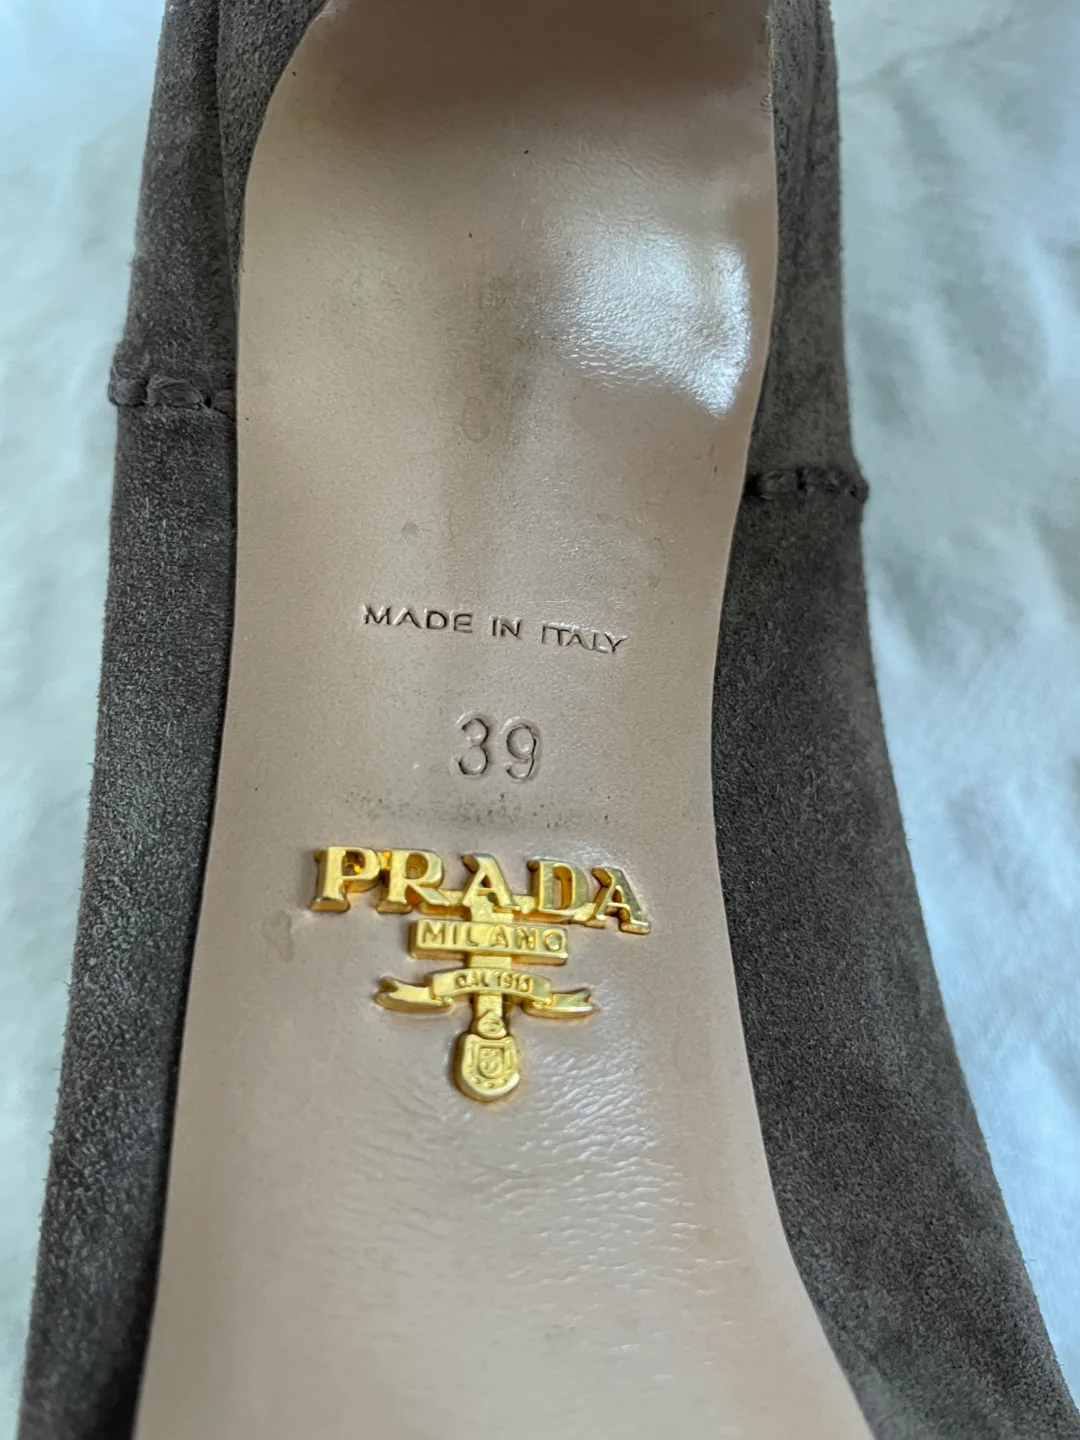 MADE IN ITALY
39
PRADA
MILANO
DAL 1913